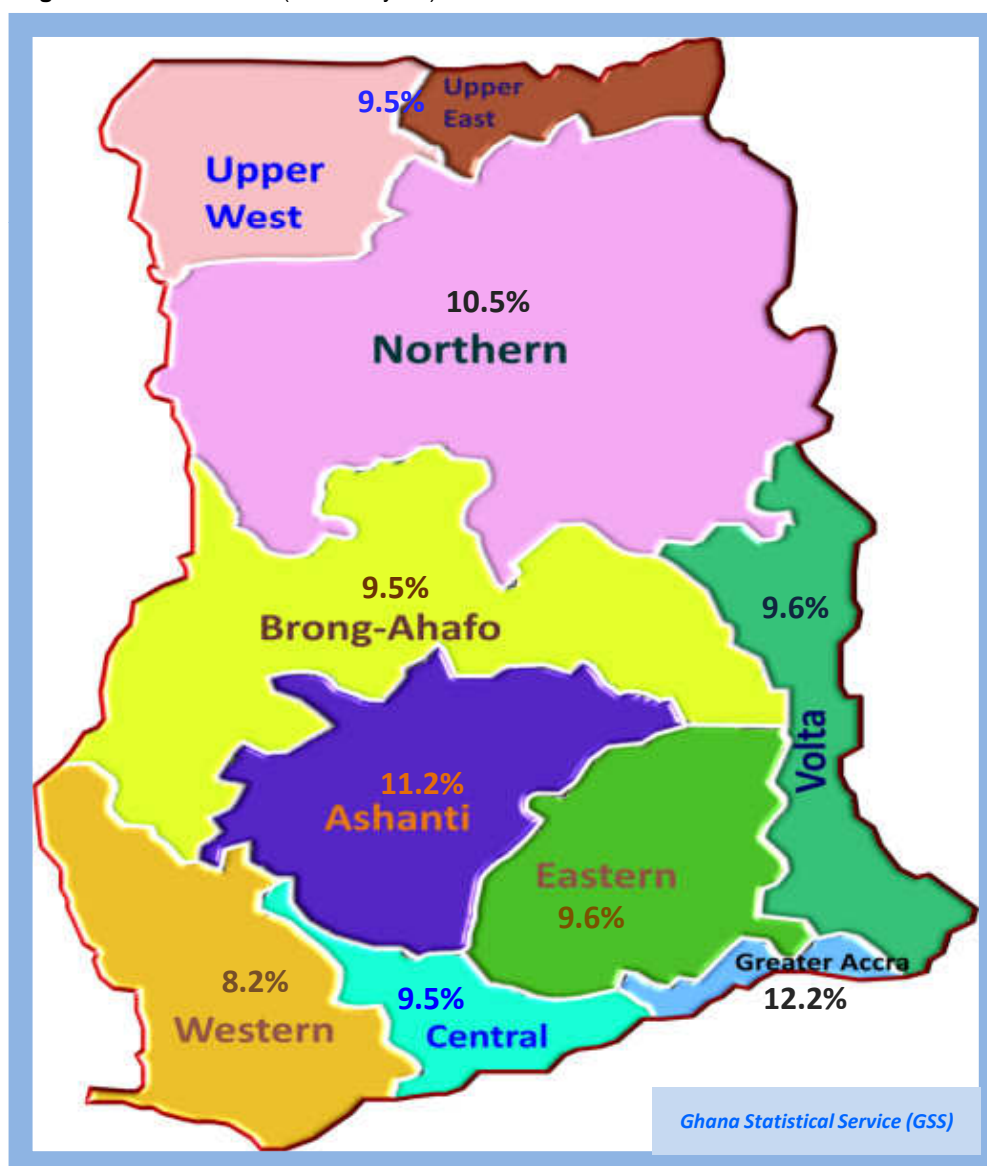 9.5%
Upper
East
Upper
West
10.5%
Northern
9.5%
Brong-Ahafo
9.6%
Volta
11.2%
Ashanti
Eastern
9.6%
8.2%
Western
9.5%
Central
Greater Accra
12.2%
Ghana Statistical Service (GSS)